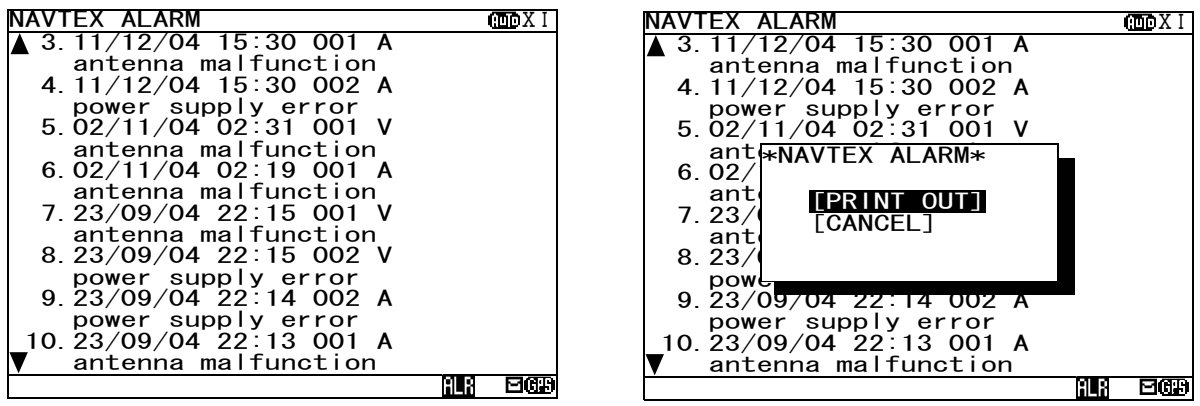 NAVTEX ALARM AUTO X I
▲ 3. 11/12/04 15:30 001 A
antenna malfunction
4. 11/12/04 15:30 002 A
power supply error
5. 02/11/04 02:31 001 V
antenna malfunction
6. 02/11/04 02:19 001 A
antenna malfunction
7. 23/09/04 22:15 001 V
antenna malfunction
8. 23/09/04 22:15 002 V
power supply error
9. 23/09/04 22:14 002 A
power supply error
10. 23/09/04 22:13 001 A
▼ antenna malfunction
ALR GPS
NAVTEX ALARM AUTO X I
▲ 3. 11/12/04 15:30 001 A
antenna malfunction
4. 11/12/04 15:30 002 A
power supply error
5. 02/11/04 02:31 001 V
ant
6. 02/
ant
7. 23/
ant
8. 23/
powe
*NAVTEX ALARM*
[PRINT OUT]
[CANCEL]
9. 23/09/04 22:14 002 A
power supply error
10. 23/09/04 22:13 001 A
▼ antenna malfunction
ALR GPS